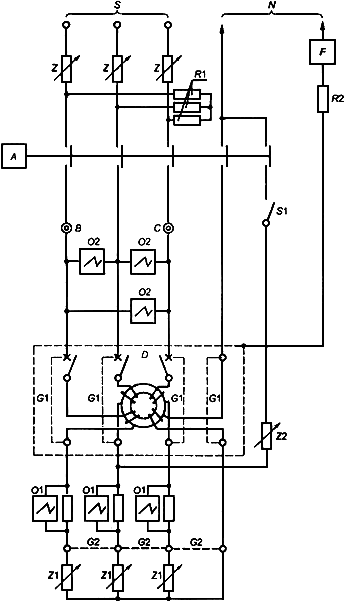 S N
Z Z Z F
R1
R2
A
S1
B C
O2 O2
O2
D
G1 G1 G1 G1
Z2
O1 O1 O1
G2 G2 G2
Z1 Z1 Z1